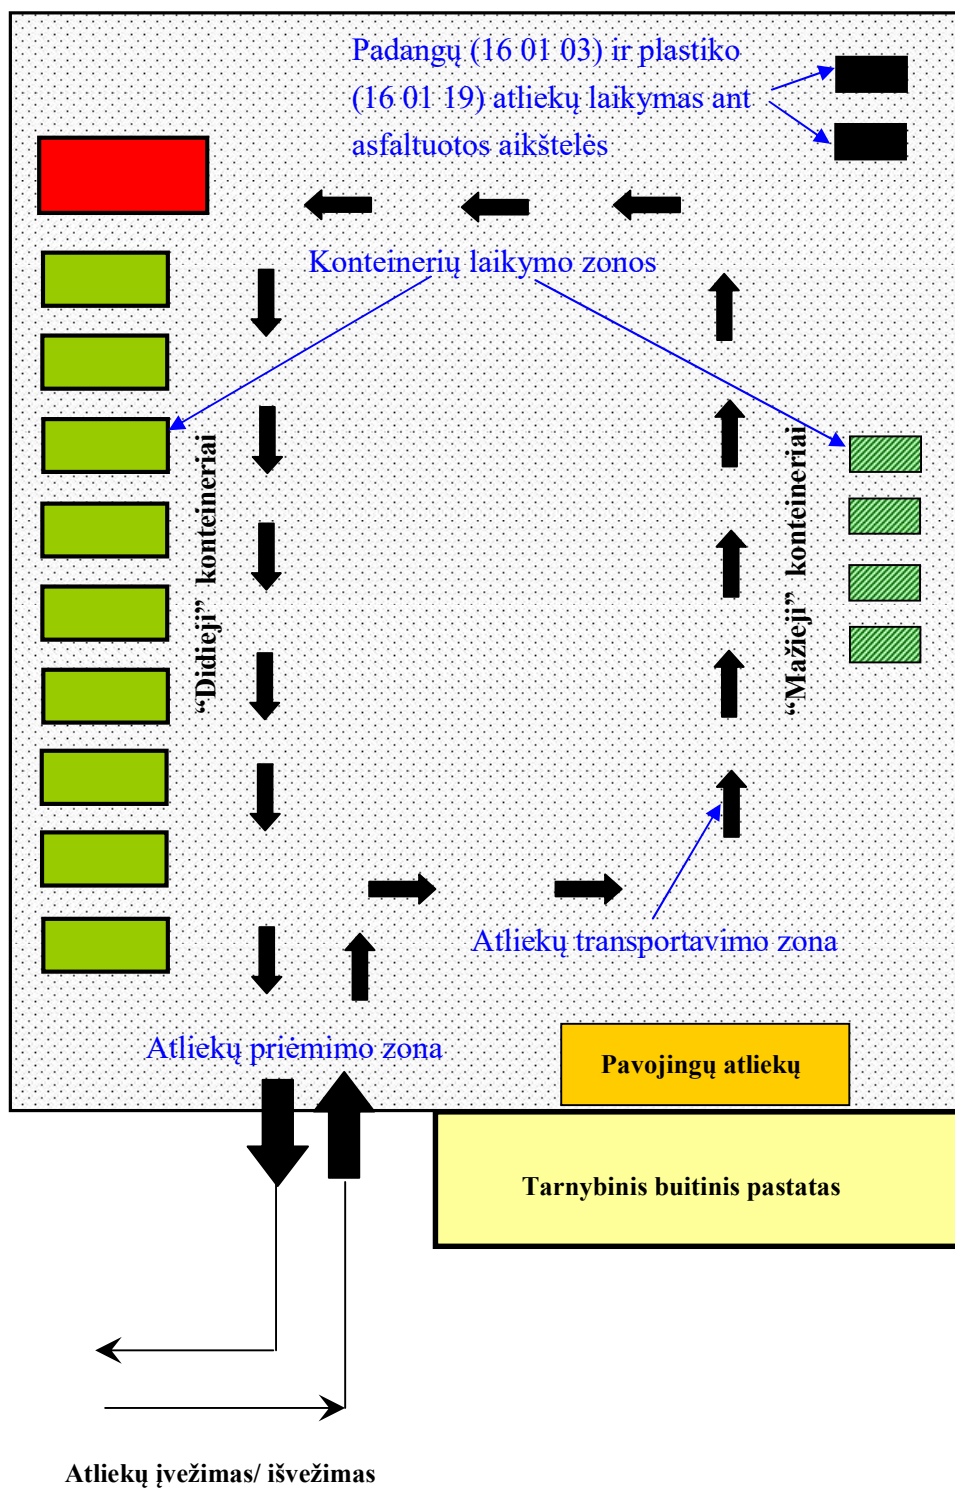 Padangų (16 01 03) ir plastiko
(16 01 19) atliekų laikymas ant
asfaltuotos aikštelės
Konteinerių laikymo zonos
“Didieji” konteineriai
“Mažieji” konteineriai
Atliekų transportavimo zona
Atliekų priėmimo zona
Pavojingų atliekų
Tarnybinis buitinis pastatas
Atliekų įvežimas/ išvežimas